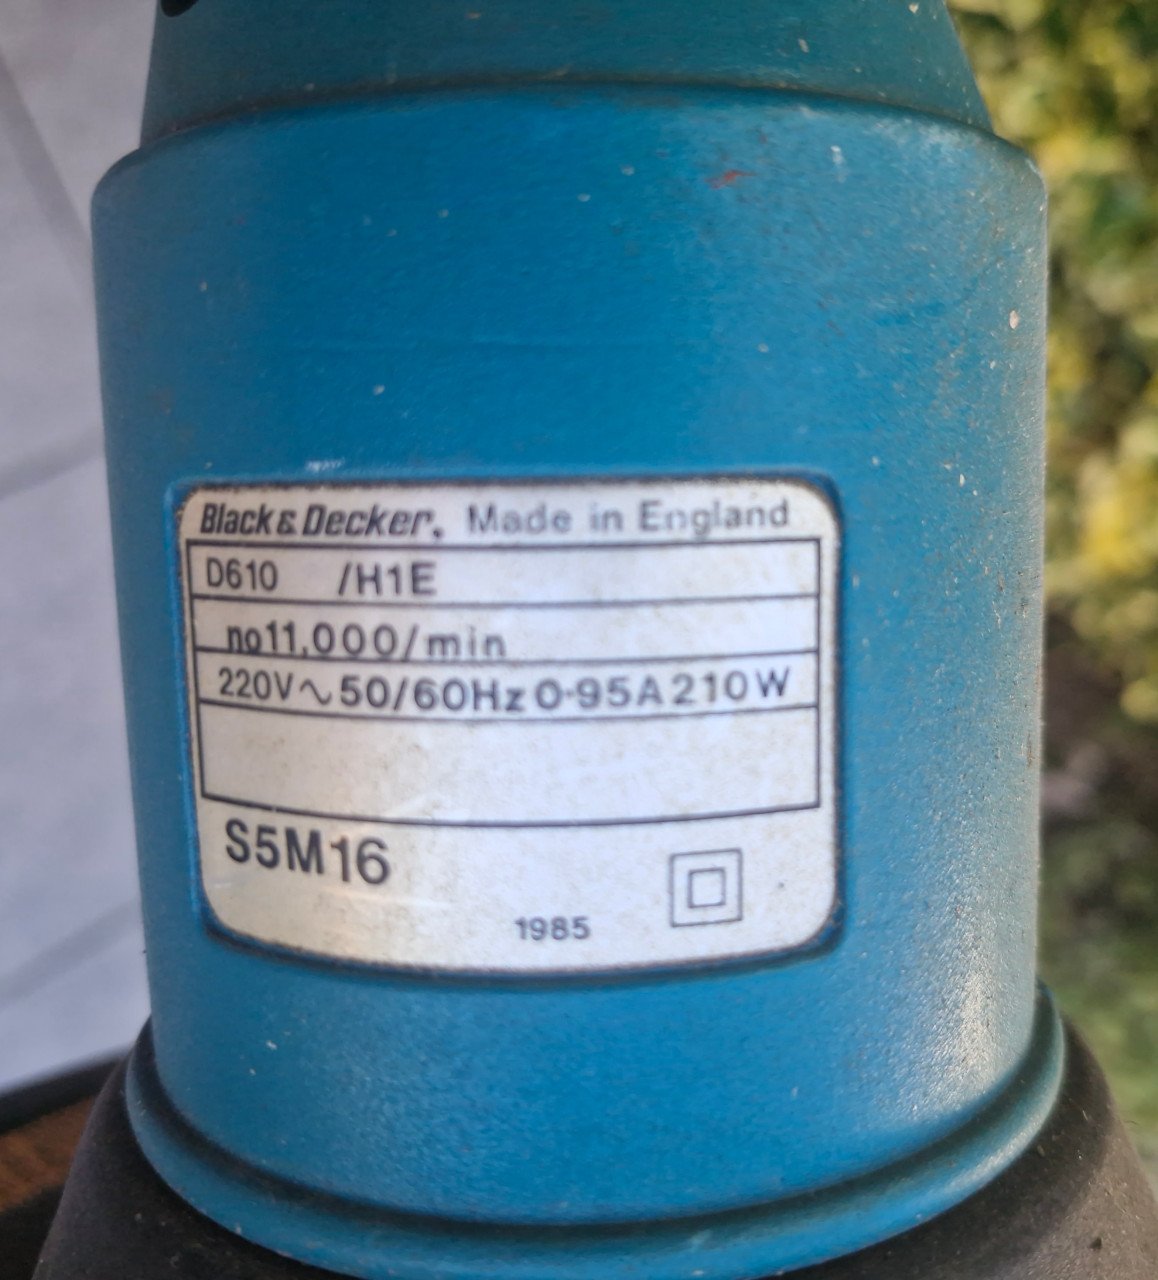 Black & Decker. Made in England
D610 /H1E
no11,000/min
220V ~ 50/60Hz 0·95A 210W
S5M16
1985